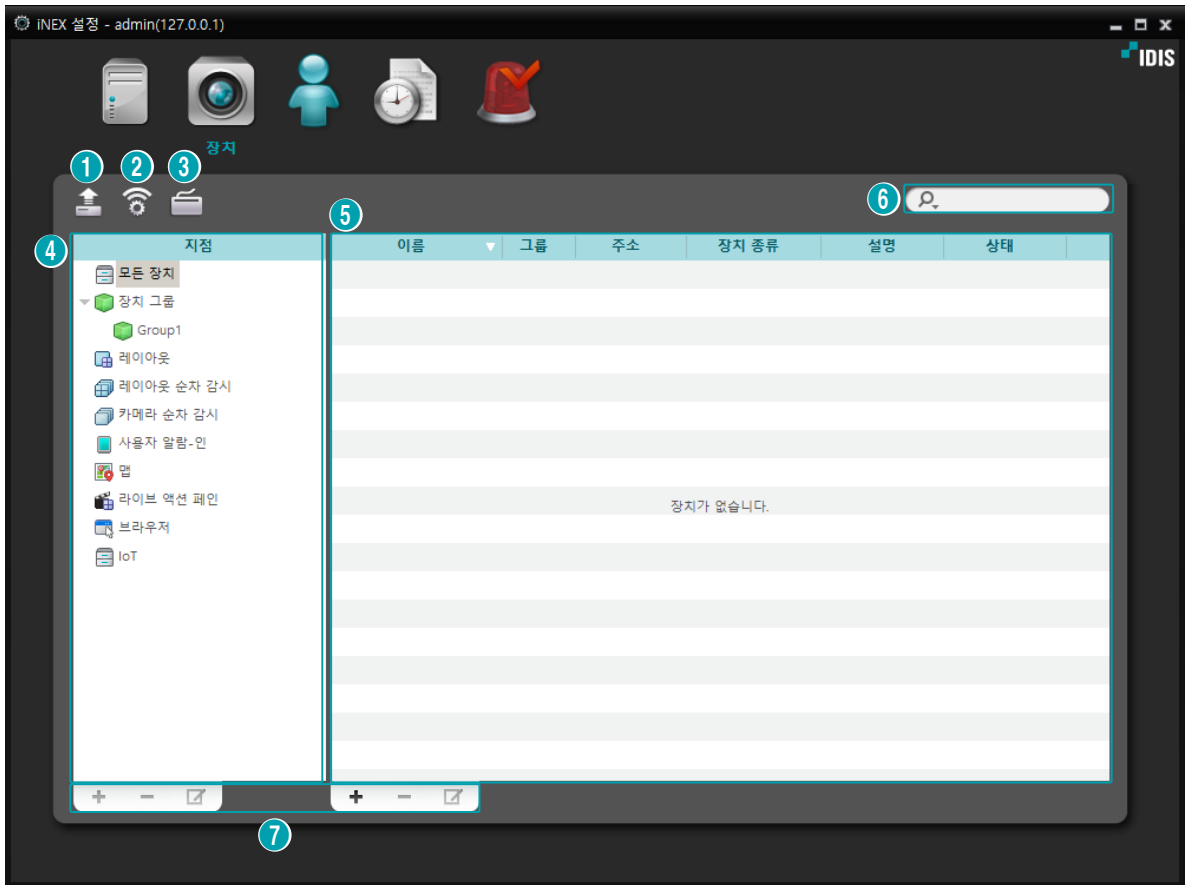 iNEX 설정 - admin(127.0.0.1)
IDIS
장치
1 2 3
6
5
4
지점
이름 그룹 주소 장치 종류 설명 상태
모든 장치
장치 그룹
Group1
레이아웃
레이아웃 순차 감시
카메라 순차 감시
사용자 알람-인
맵
라이브 액션 페인
브라우저
IoT
장치가 없습니다.
7